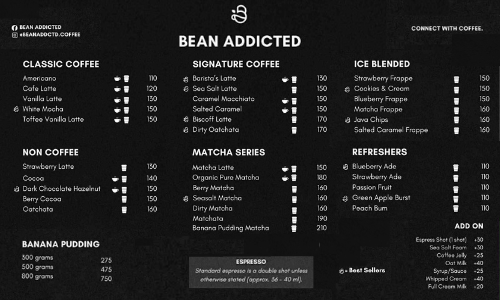 BEAN ADDICTED
#BEANADDCTD.COFFEE
CONNECT WITH COFFEE.
BEAN ADDICTED
CLASSIC COFFEE
Americano 110
Cafe Latte 120
Vanilla Latte 130
White Mocha 150
Toffee Vanilla Latte 150
SIGNATURE COFFEE
Barista's Latte 130
Sea Salt Latte 150
Caramel Macchiato 150
Salted Caramel 160
Biscoff Latte 170
Dirty Oatchata 170
ICE BLENDED
Strawberry Frappe 150
Cookies & Cream 150
Blueberry Frappe 150
Matcha Frappe 160
Java Chips 160
Salted Caramel Frappe 160
NON COFFEE
Strawberry Latte 150
Cocoa 140
Dark Chocolate Hazelnut 150
Berry Cocoa 150
Oatchata 160
MATCHA SERIES
Matcha Latte 150
Organic Pure Matcha 180
Berry Matcha 160
Seasalt Matcha 160
Dirty Matcha 160
Matchata 190
Banana Pudding Matcha 210
REFRESHERS
Blueberry Ade 110
Strawberry Ade 110
Passion Fruit 110
Green Apple Burst 110
Peach Bum 110
BANANA PUDDING
300 grams 275
500 grams 475
800 grams 750
ESPRESSO
Standard espresso is a double shot unless
otherwise stated (approx. 36 - 40 ml).
= Best Sellers
ADD ON
Espresso Shot (1 shot) +30
Sea Salt Foam +30
Coffee Jelly +25
Oat Milk +40
Syrup/Sauce +25
Whipped Cream +40
Full Cream Milk +20